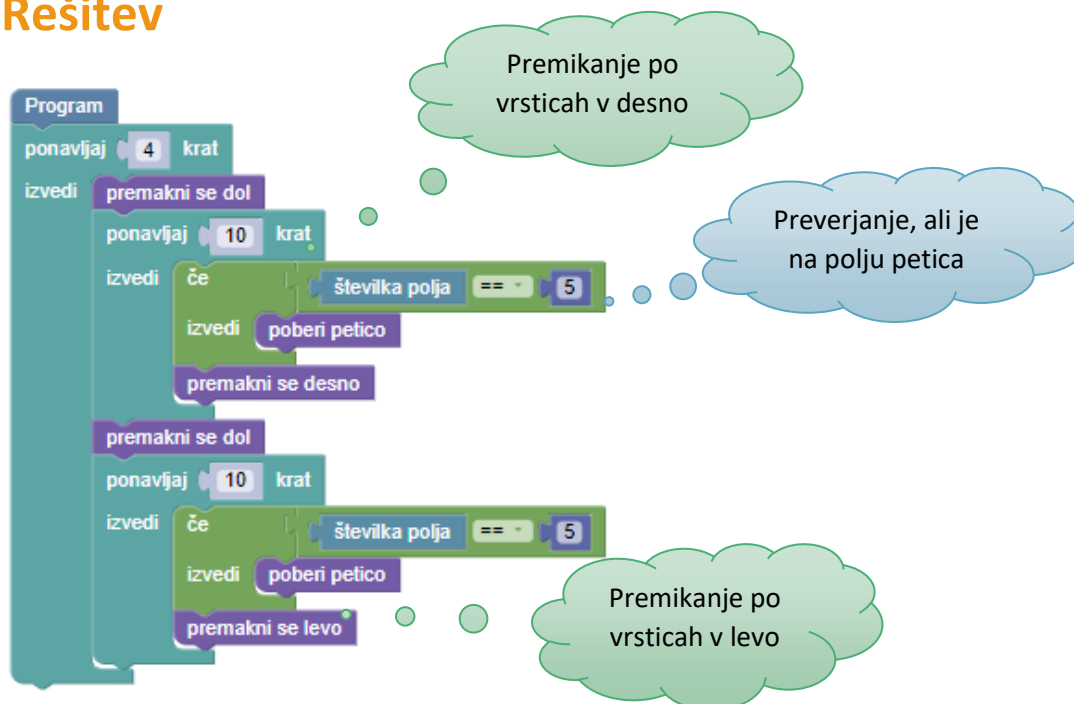 Rešitev
Premikanje po
vrsticah v desno
Program
ponavljaj 4 krat
izvedi premakni se dol
ponavljaj 10 krat
Preverjanje, ali je
na polju petica
izvedi če številka polja == 5
izvedi poberi petico
premakni se desno
premakni se dol
ponavljaj 10 krat
izvedi če številka polja == 5
izvedi poberi petico
premakni se levo
Premikanje po
vrsticah v levo